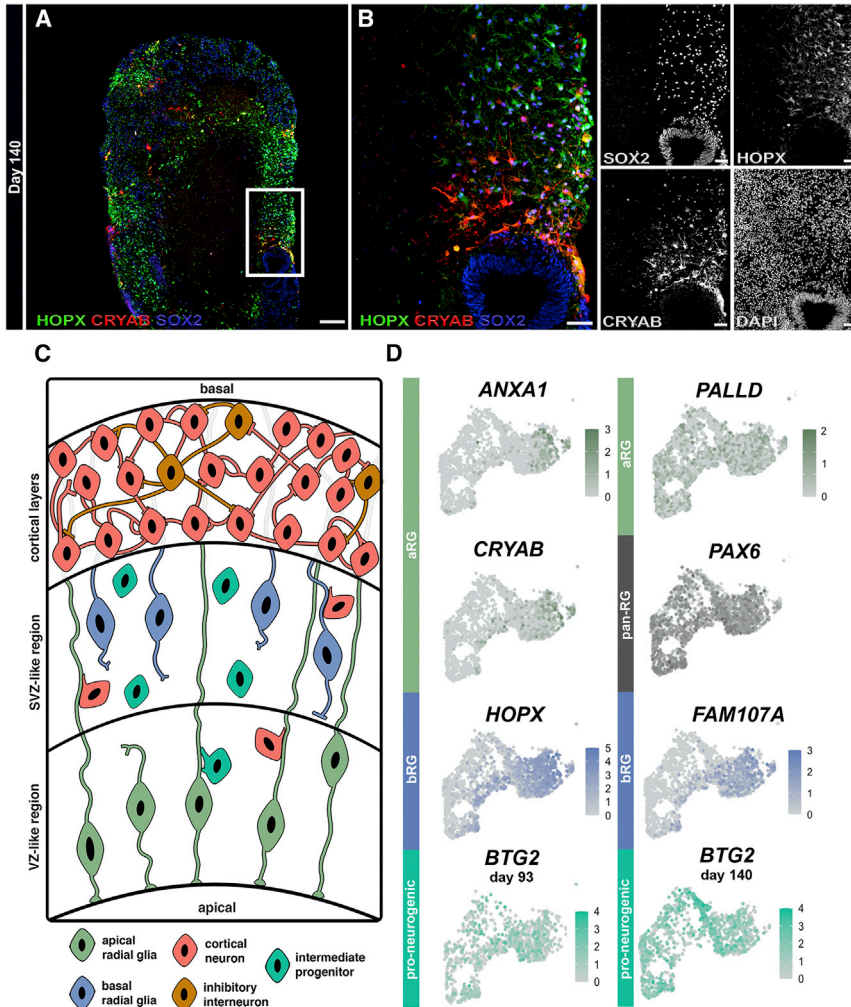 A
B
Day 140
HOPX CRYAB SOX2
HOPX CRYAB SOX2
SOX2
HOPX
CRYAB
DAPI
C
basal
cortical layers
SVZ-like region
VZ-like region
apical
apical
radial glia
cortical
neuron
intermediate
progenitor
basal
radial glia
inhibitory
interneuron
D
aRG
ANXA1
3
2
1
0
aRG
PALLD
2
1
0
CRYAB
pan-RG
PAX6
bRG
HOPX
5
4
3
2
1
0
bRG
FAM107A
3
2
1
0
pro-neurogenic
BTG2
day 93
4
3
2
1
0
pro-neurogenic
BTG2
day 140
4
3
2
1
0